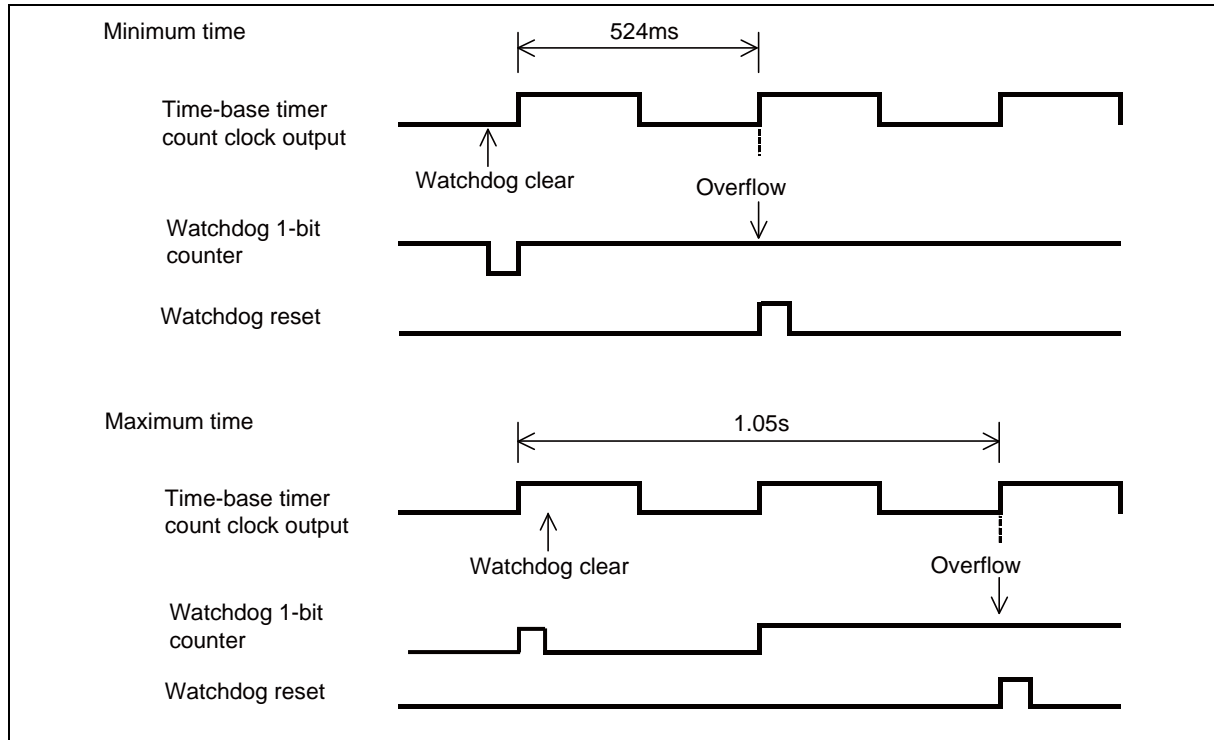 Minimum time
524ms
Time-base timer
count clock output
Watchdog clear
Overflow
Watchdog 1-bit
counter
Watchdog reset
Maximum time
1.05s
Time-base timer
count clock output
Watchdog clear
Overflow
Watchdog 1-bit
counter
Watchdog reset